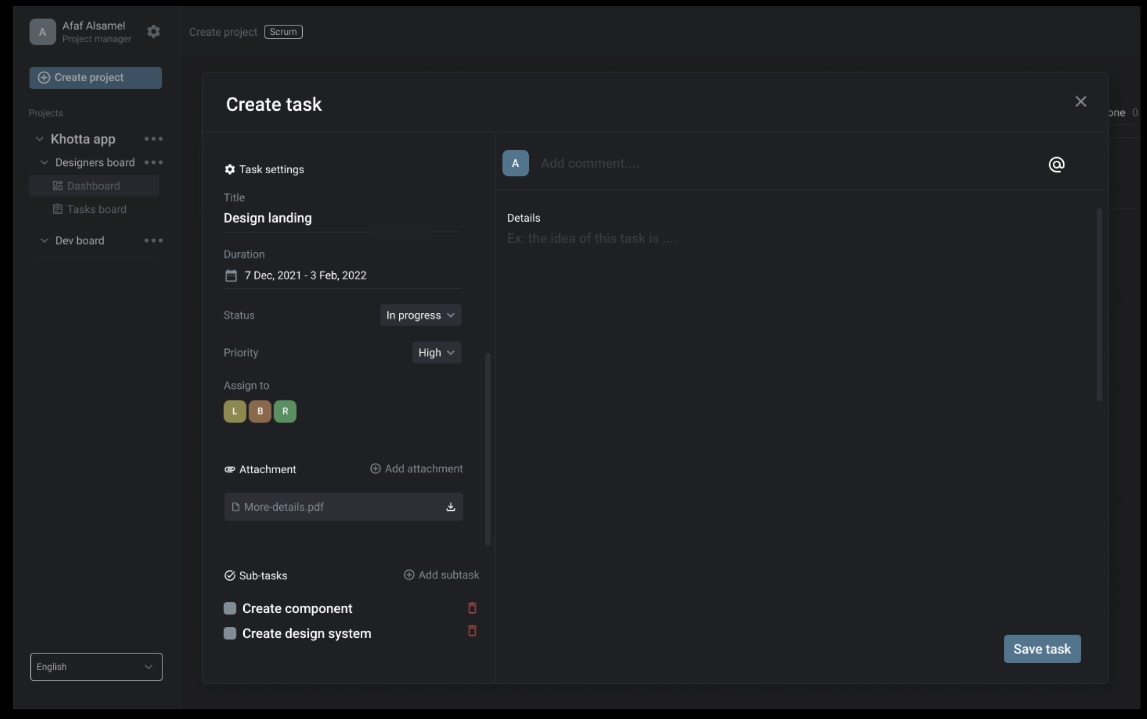 A
Afaf Alsamel
Project manager
Create project
Projects
Khotta app
Designers board
Dashboard
Tasks board
Dev board
English
Create project Scrum
one 0
Create task
Task settings
Title
Design landing
Duration
7 Dec, 2021 - 3 Feb, 2022
Status In progress
Priority High
Assign to
L B R
Attachment Add attachment
More-details.pdf
Sub-tasks Add subtask
Create component
Create design system
A Add comment.... @
Details
Ex: the idea of this task is ....
Save task